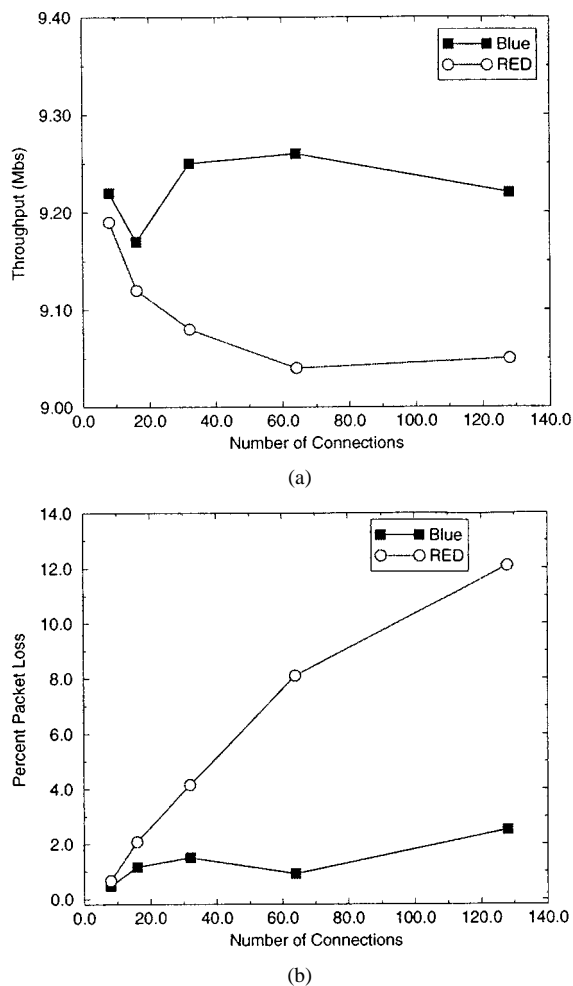 9.40
Blue
RED
9.30
9.20
9.10
9.00
Throughput (Mbs)
0.0 20.0 40.0 60.0 80.0 100.0 120.0 140.0
Number of Connections
(a)
14.0
Blue
RED
12.0
10.0
8.0
6.0
4.0
2.0
0.0
Percent Packet Loss
0.0 20.0 40.0 60.0 80.0 100.0 120.0 140.0
Number of Connections
(b)